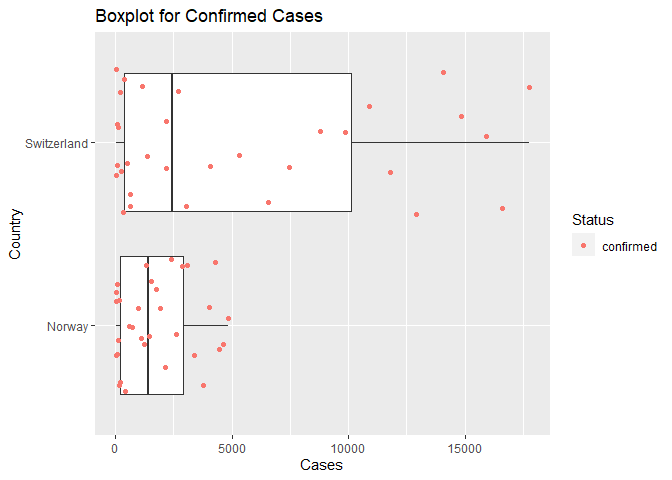 Boxplot for Confirmed Cases
Switzerland
Norway
Country
0 5000 10000 15000
Cases
Status
confirmed